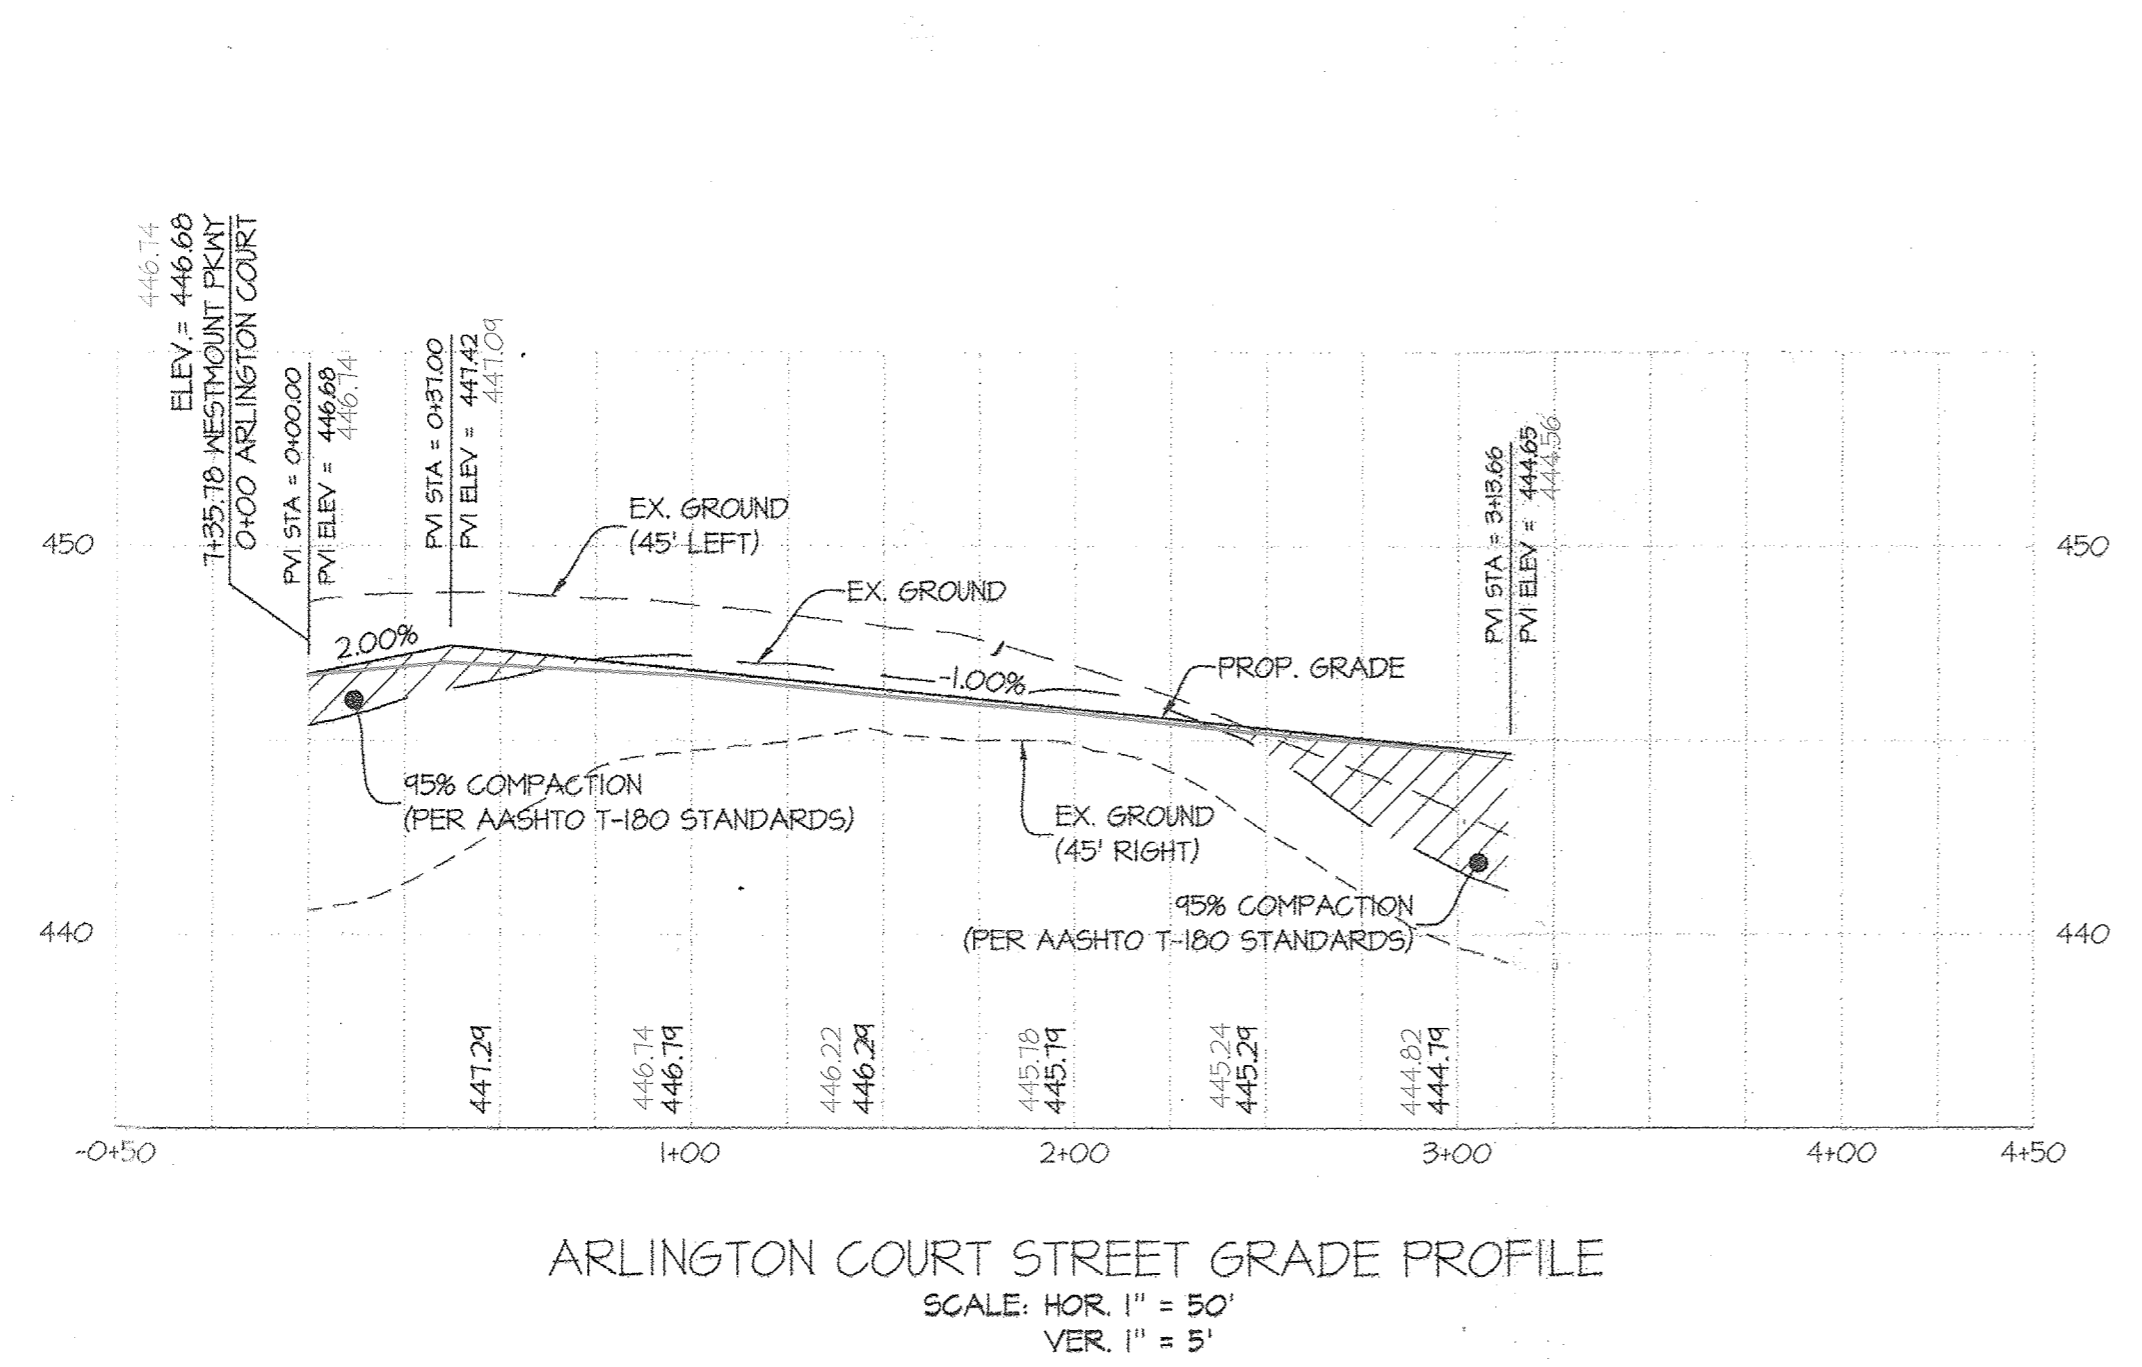 446.74
ELEV.= 446.68
7+35.78 WESTMOUNT PKWY
0+00 ARLINGTON COURT
PVI STA = 0+00.00
PVI ELEV = 446.68
446.74
PVI STA = 0+37.00
PVI ELEV = 447.42
447.09
PVI STA = 3+13.66
PVI ELEV = 444.65
444.56
EX. GROUND
(45' LEFT)
450
450
EX. GROUND
2.00%
-1.00%
PROP. GRADE
95% COMPACTION
(PER AASHTO T-180 STANDARDS)
EX. GROUND
(45' RIGHT)
95% COMPACTION
(PER AASHTO T-180 STANDARDS)
440
440
447.29
446.74
446.79
446.22
446.29
445.78
445.79
445.24
445.29
444.82
444.79
-0+50
1+00
2+00
3+00
4+00
4+50
ARLINGTON COURT STREET GRADE PROFILE
SCALE: HOR. 1" = 50'
VER. 1" = 5'